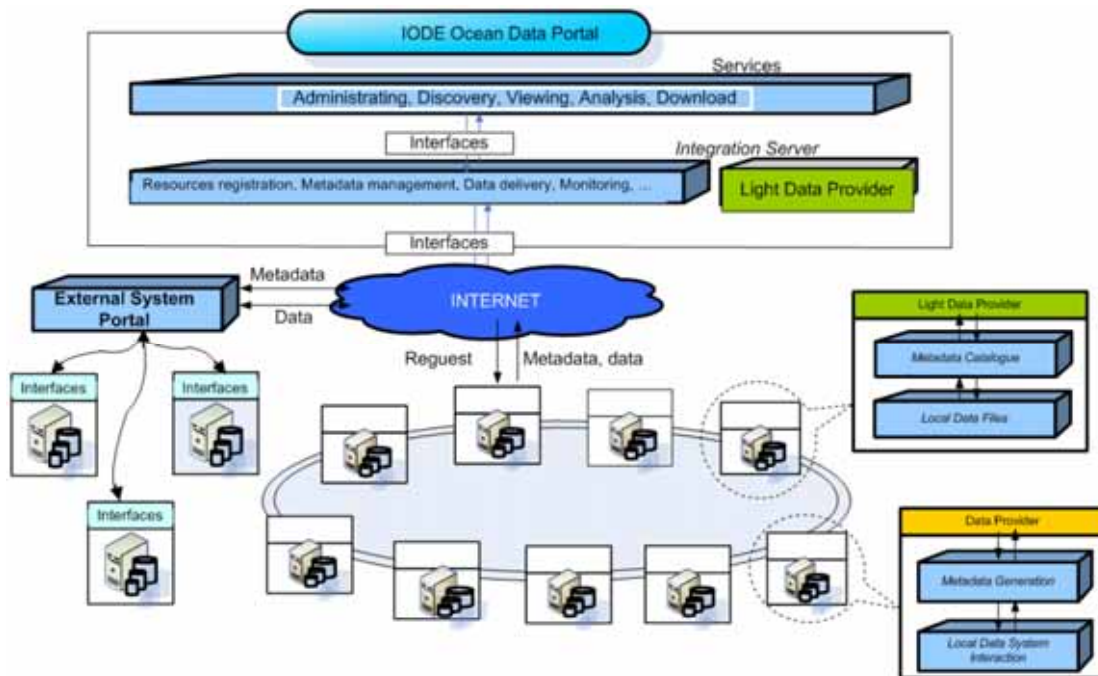 IODE Ocean Data Portal
Services
Administrating, Discovery, Viewing, Analysis, Download
Interfaces
Integration Server
Resources registration, Metadata management, Data delivery, Monitoring, ...
Light Data Provider
Interfaces
Metadata
External System
Portal
Data
INTERNET
Reguest
Metadata, data
Light Data Provider
Metadata Catalogue
Local Data Files
Interfaces
Interfaces
Interfaces
Data Provider
Metadata Generation
Local Data System
Interaction